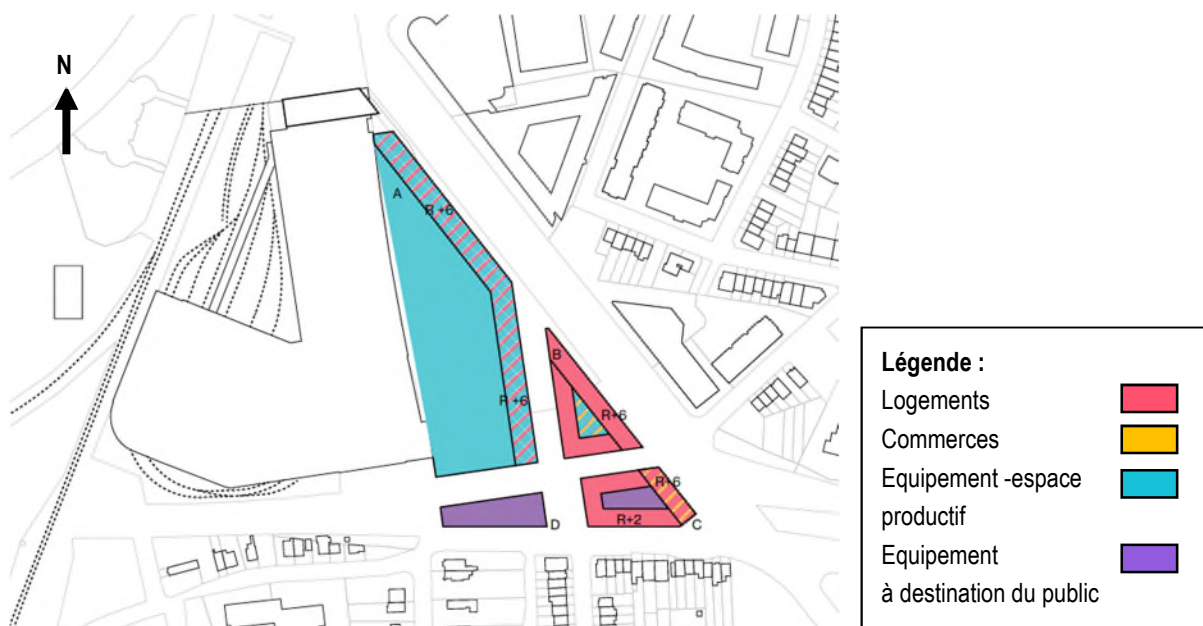 N
A
R+6
R+6
B
R+6
R+6
R+2
C
D
Légende :
Logements
Commerces
Equipement -espace
productif
Equipement
à destination du public